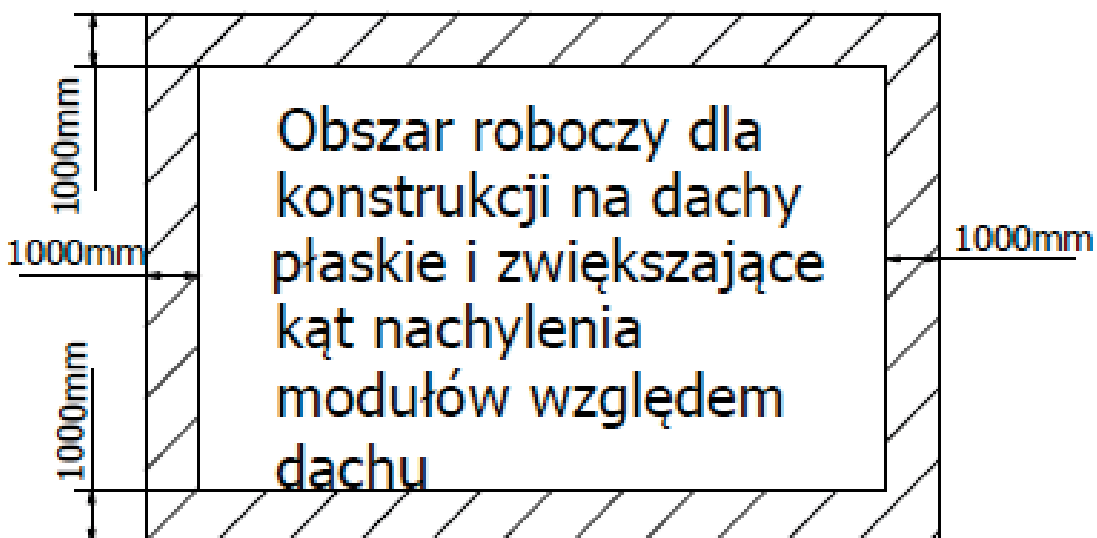 1000mm
1000mm
1000mm
1000mm
Obszar roboczy dla
konstrukcji na dachy
płaskie i zwiększające
kąt nachylenia
modułów względem
dachu